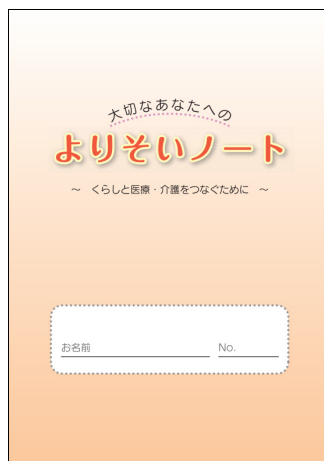 大切なあなたへの
よりそいノート
～ くらしと医療・介護をつなぐために ～
お名前 No.